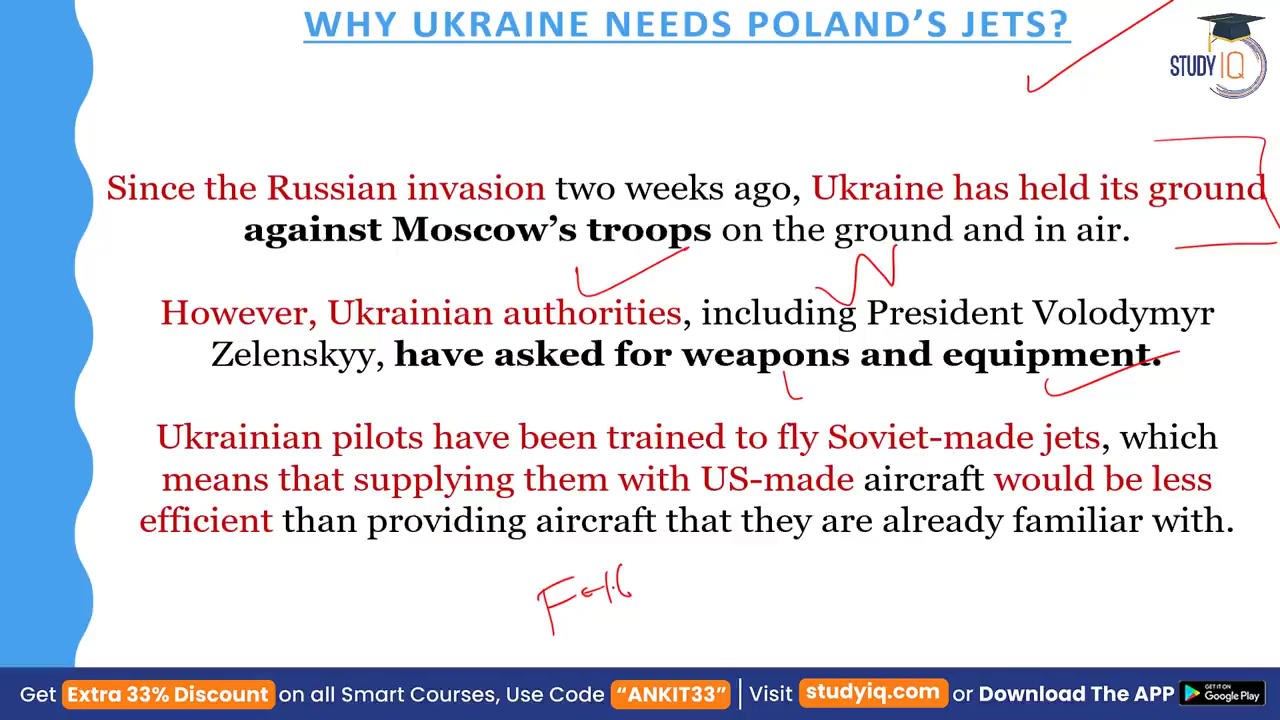 WHY UKRAINE NEEDS POLAND'S JETS?
STUDY IQ
Since the Russian invasion two weeks ago, Ukraine has held its ground
against Moscow's troops on the ground and in air.
However, Ukrainian authorities, including President Volodymyr
Zelenskyy, have asked for weapons and equipment.
Ukrainian pilots have been trained to fly Soviet-made jets, which
means that supplying them with US-made aircraft would be less
efficient than providing aircraft that they are already familiar with.
F-16
Get Extra 33% Discount on all Smart Courses, Use Code "ANKIT33" Visit studyiq.com or Download The APP GET IT ON Google Play